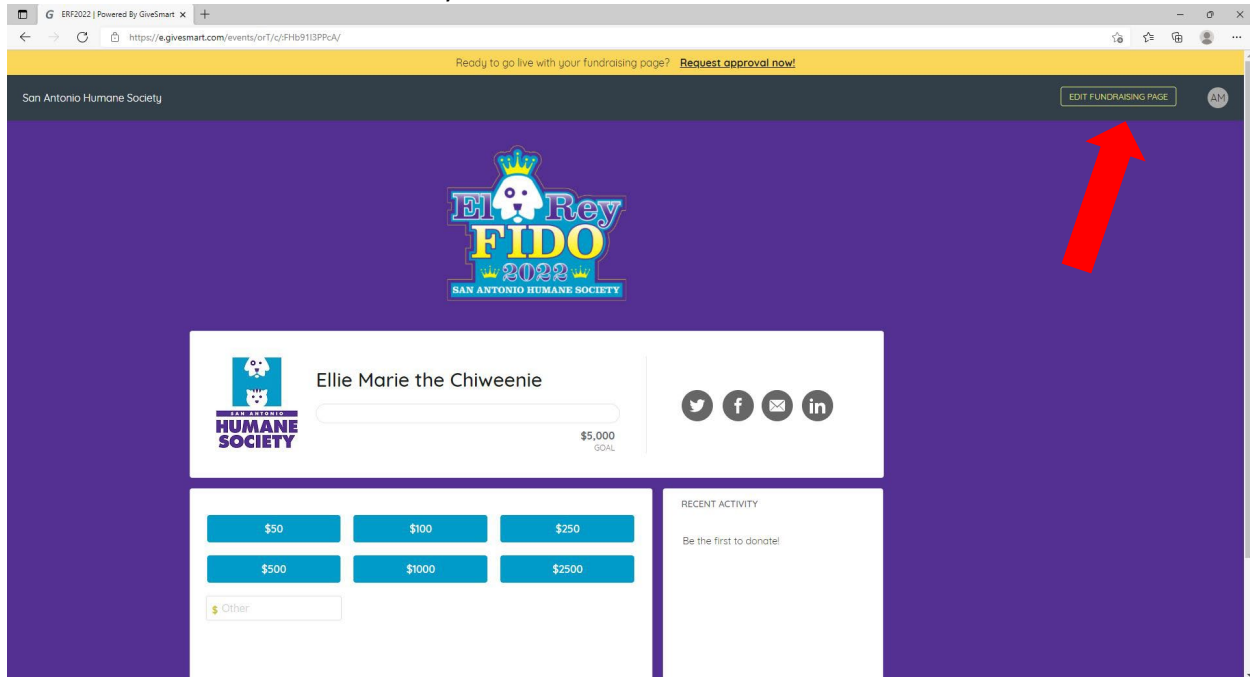 G ERF2022 | Powered By GiveSmart
https://e.givesmart.com/events/orT/c/:FHb91I3PPcA/
Ready to go live with your fundraising page? Request approval now!
San Antonio Humane Society
EDIT FUNDRAISING PAGE
AM
El Rey
FIDO
2022
SAN ANTONIO HUMANE SOCIETY
Ellie Marie the Chiweenie
SAN ANTONIO
HUMANE
SOCIETY
$5,000
GOAL
in
RECENT ACTIVITY
$50 $100 $250
Be the first to donate!
$500 $1000 $2500
$ Other